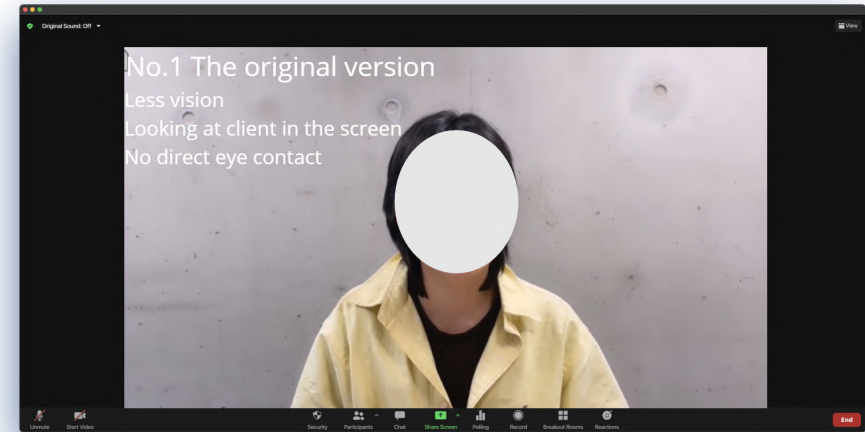 Original Sound: Off
View
No.1 The original version
Less vision
Looking at client in the screen
No direct eye contact
Unmute
Start Video
Security
Participants
Chat
Share Screen
Polling
Record
Breakout Rooms
Reactions
End